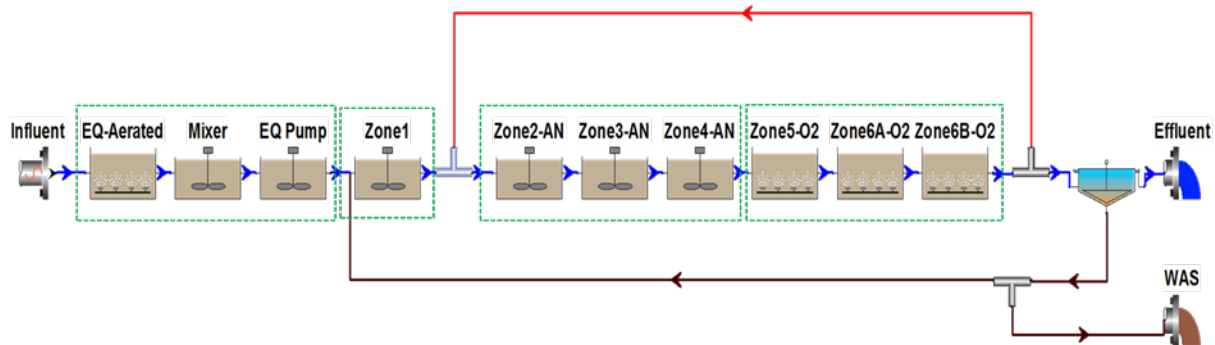 Influent
EQ-Aerated
Mixer
EQ Pump
Zone1
Zone2-AN
Zone3-AN
Zone4-AN
Zone5-O2
Zone6A-O2
Zone6B-O2
Effluent
WAS